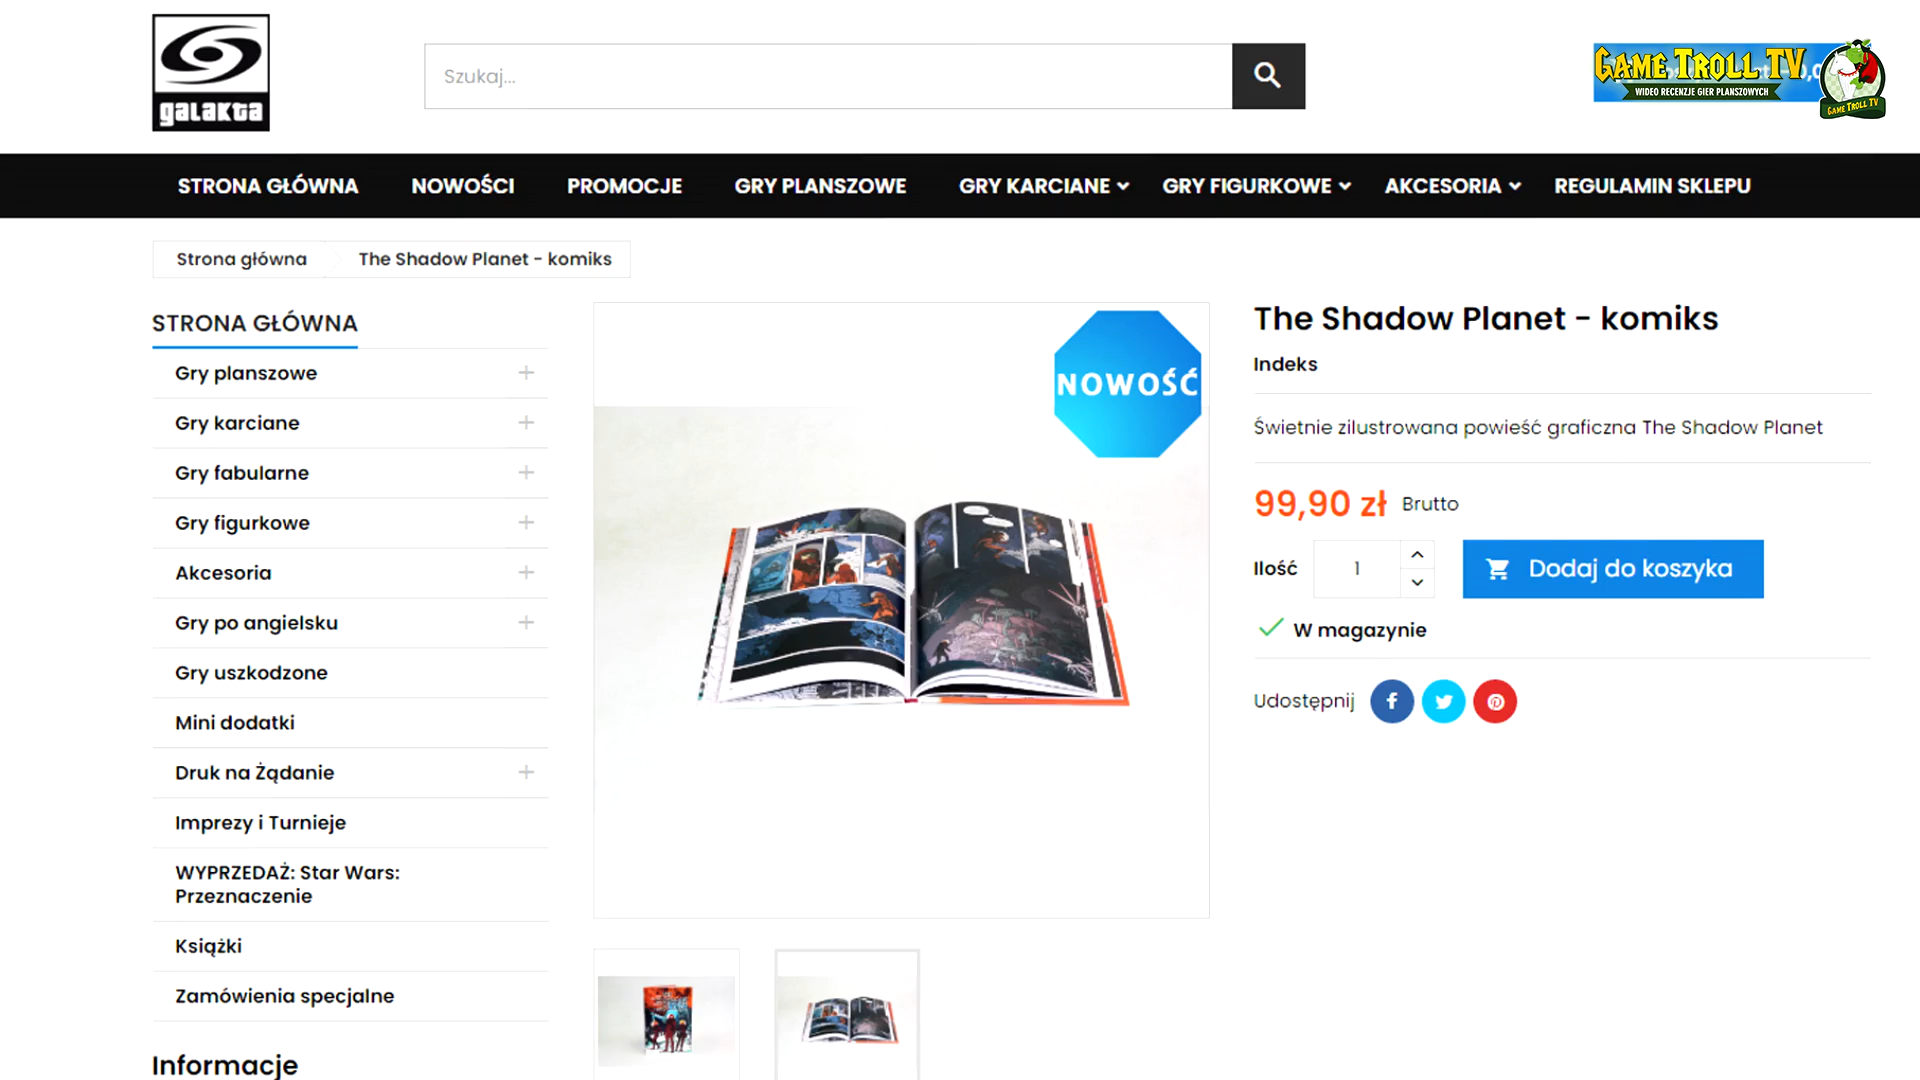 galakta
Szukaj...
GAME TROLL TV
WIDEO RECENZJE GIER PLANSZOWYCH
GAME TROLL TV
STRONA GŁÓWNA
NOWOŚCI
PROMOCJE
GRY PLANSZOWE
GRY KARCIANE
GRY FIGURKOWE
AKCESORIA
REGULAMIN SKLEPU
Strona główna
The Shadow Planet - komiks
STRONA GŁÓWNA
Gry planszowe
Gry karciane
Gry fabularne
Gry figurkowe
Akcesoria
Gry po angielsku
Gry uszkodzone
Mini dodatki
Druk na Żądanie
Imprezy i Turnieje
WYPRZEDAŻ: Star Wars:
Przeznaczenie
Książki
Zamówienia specjalne
Informacje
NOWOŚĆ
The Shadow Planet - komiks
Indeks
Świetnie zilustrowana powieść graficzna The Shadow Planet
99,90 zł Brutto
Ilość 1 Dodaj do koszyka
W magazynie
Udostępnij